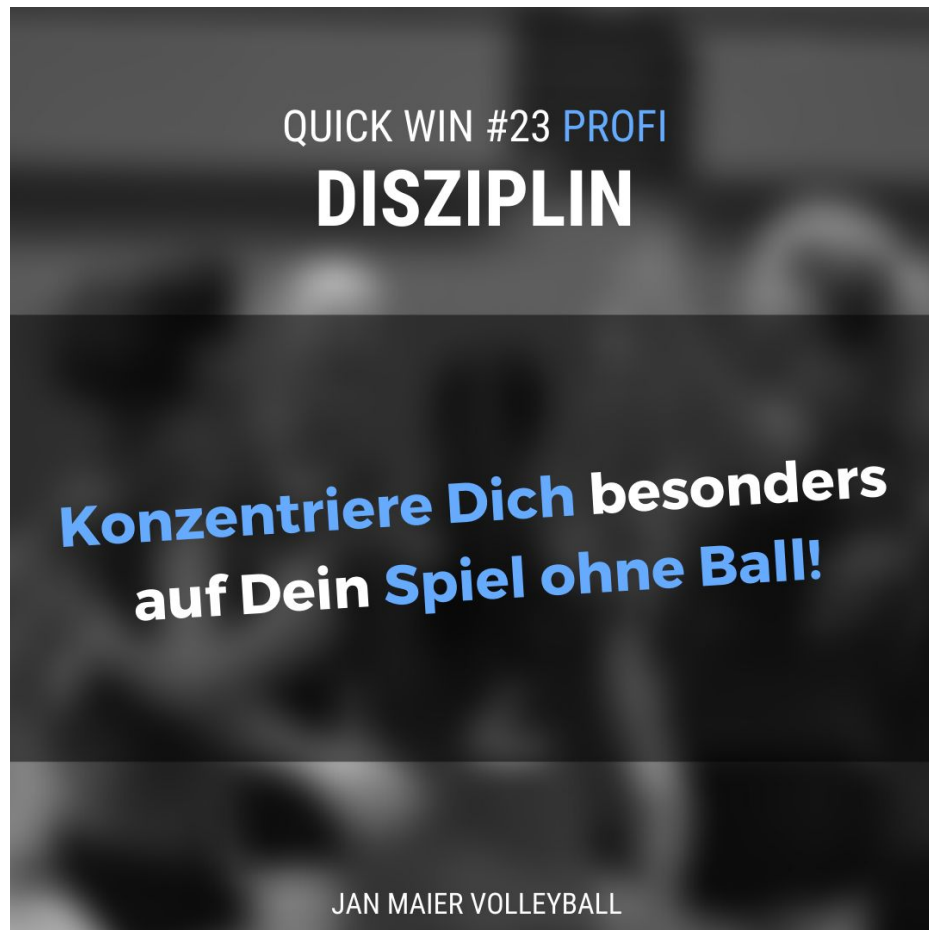 QUICK WIN #23 PROFI
DISZIPLIN
Konzentriere Dich besonders
auf Dein Spiel ohne Ball!
JAN MAIER VOLLEYBALL